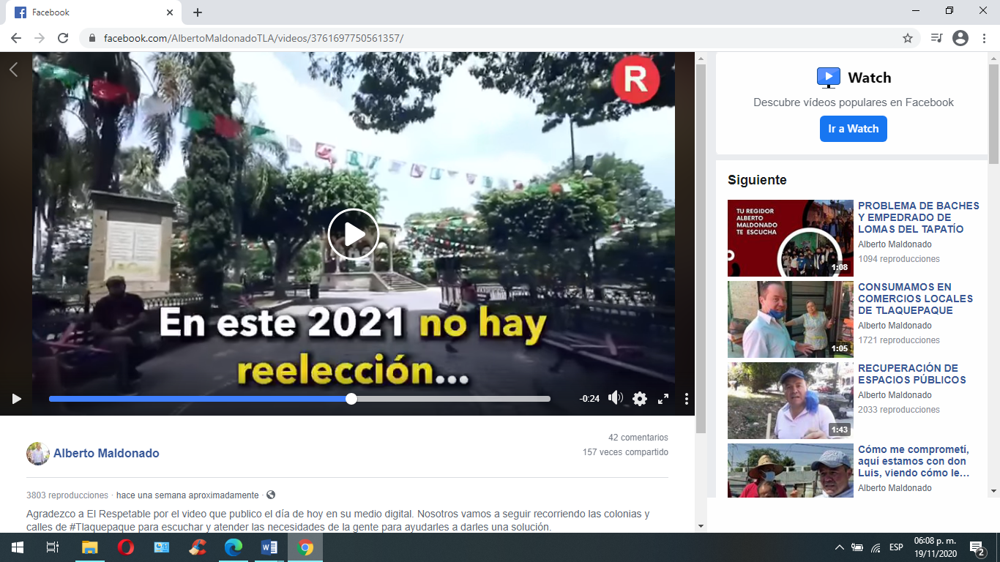 Facebook
facebook.com/AlbertoMaldonadoTLA/videos/3761697750561357/
R
En este 2021 no hay
reelección...
-0:24
Alberto Maldonado
42 comentarios
157 veces compartido
3803 reproducciones · hace una semana aproximadamente ·
Agradezco a El Respetable por el video que publico el día de hoy en su medio digital. Nosotros vamos a seguir recorriendo las colonias y
calles de #Tlaquepaque para escuchar y atender las necesidades de la gente para ayudarles a darles una solución.
Watch
Descubre vídeos populares en Facebook
Ir a Watch
Siguiente
TU REGIDOR
ALBERTO
MALDONADO
TE ESCUCHA
1:08
PROBLEMA DE BACHES
Y EMPEDRADO DE
LOMAS DEL TAPATÍO
Alberto Maldonado
1094 reproducciones
1:05
CONSUMAMOS EN
COMERCIOS LOCALES
DE TLAQUEPAQUE
Alberto Maldonado
1721 reproducciones
1:43
RECUPERACIÓN DE
ESPACIOS PÚBLICOS
Alberto Maldonado
2033 reproducciones
Cómo me comprometí,
aquí estamos con don
Luis, viendo cómo le...
Alberto Maldonado
ESP
06:08 p. m.
19/11/2020
2